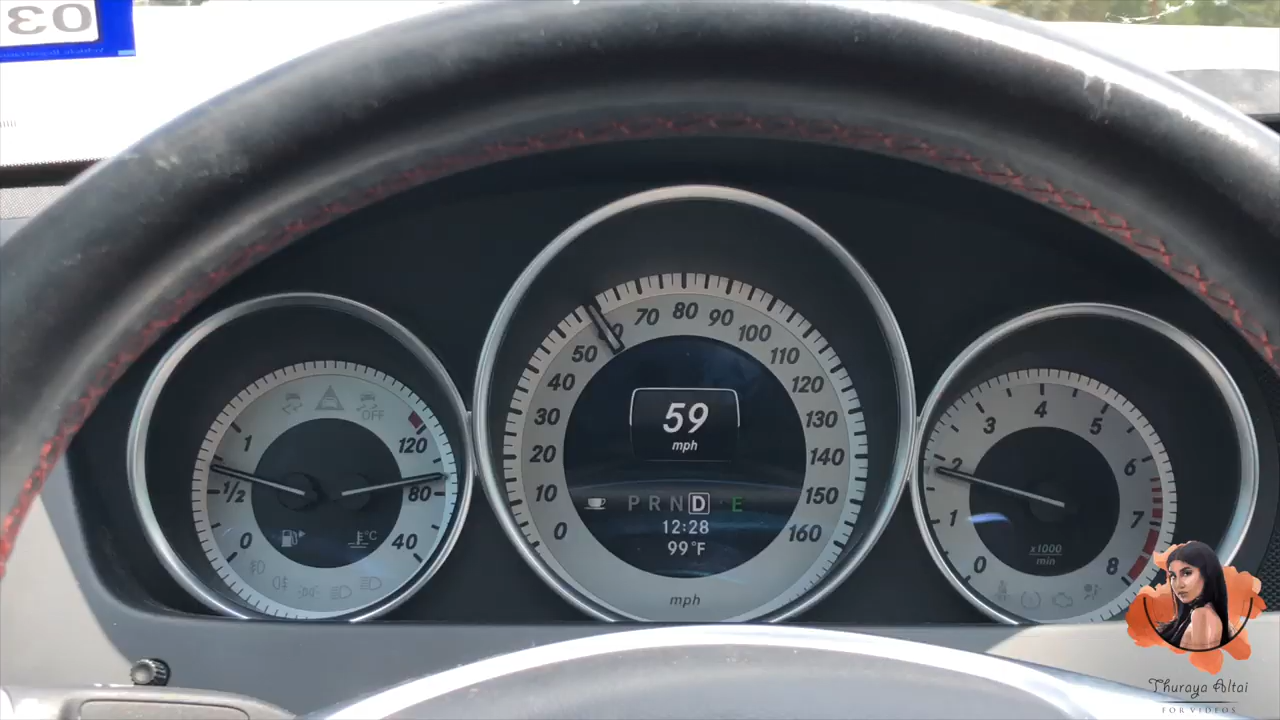 03
70 80 90
50 100
40 110
30 120
20 130
10 140
0 150
160
59
mph
P R N D E
12:28
99°F
mph
OFF
1
1/2
0
120
80
40
°C
0
1
2
3
4
5
6
7
8
x1000
min
Thuraya Altai
FOR VIDEOS